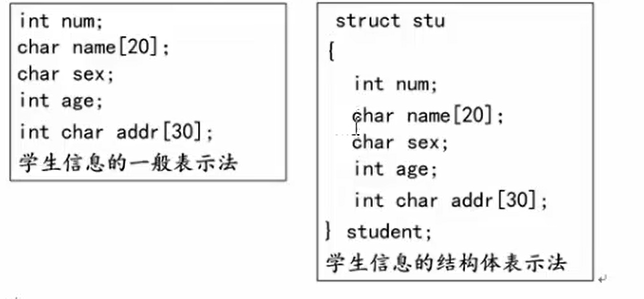 int num;
char name[20];
char sex;
int age;
int char addr[30];
学生信息的一般表示法
struct stu
{
int num;
char name[20];
char sex;
int age;
int char addr[30];
} student;
学生信息的结构体表示法